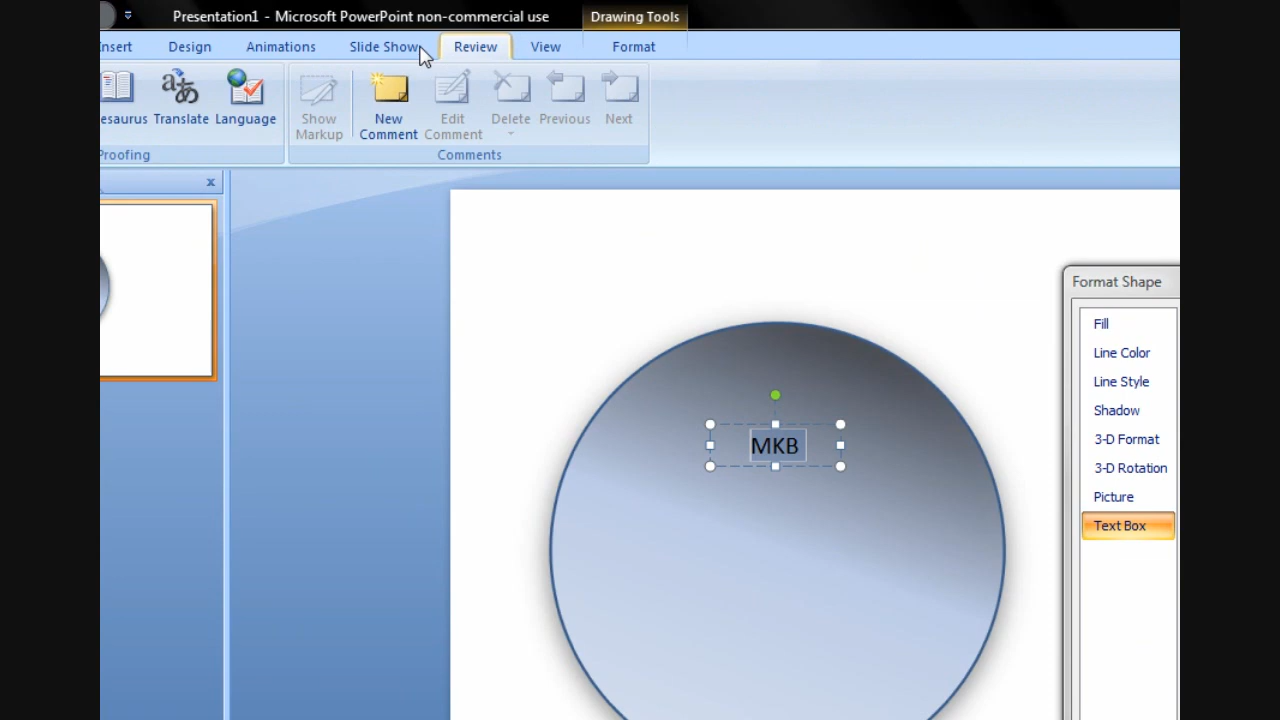 Presentation1 - Microsoft PowerPoint non-commercial use
Drawing Tools
nsert Design Animations Slide Show Review View Format
esaurus Translate Language
Show Markup
New Comment
Edit Comment
Delete Previous Next
Proofing
Comments
x
MKB
Format Shape
Fill
Line Color
Line Style
Shadow
3-D Format
3-D Rotation
Picture
Text Box